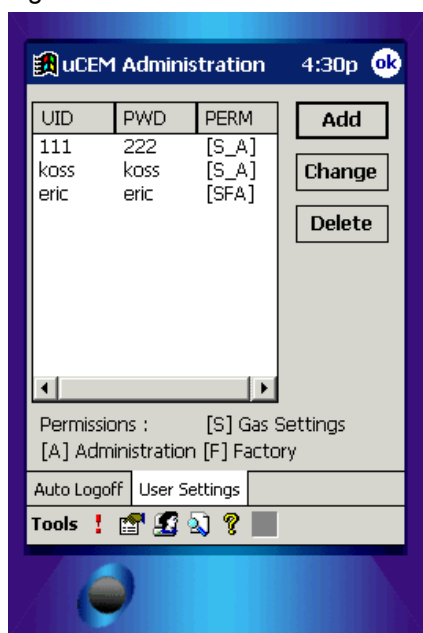 uCEM Administration 4:30p ok
UID PWD PERM
111 222 [S_A]
koss koss [S_A]
eric eric [SFA]
Add
Change
Delete
Permissions : [S] Gas Settings
[A] Administration [F] Factory
Auto Logoff User Settings
Tools